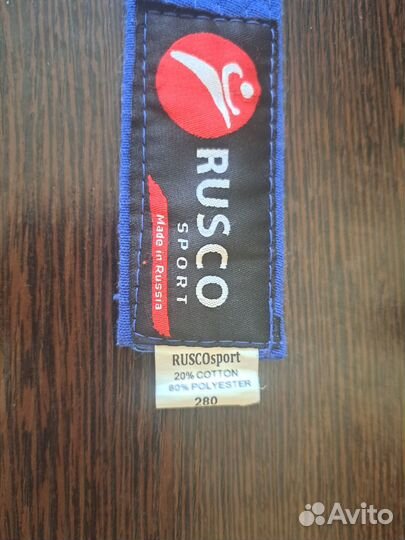 RUSCO
SPORT
Made in Russia
RUSCOsport
20% COTTON
80% POLYESTER
280
Avito